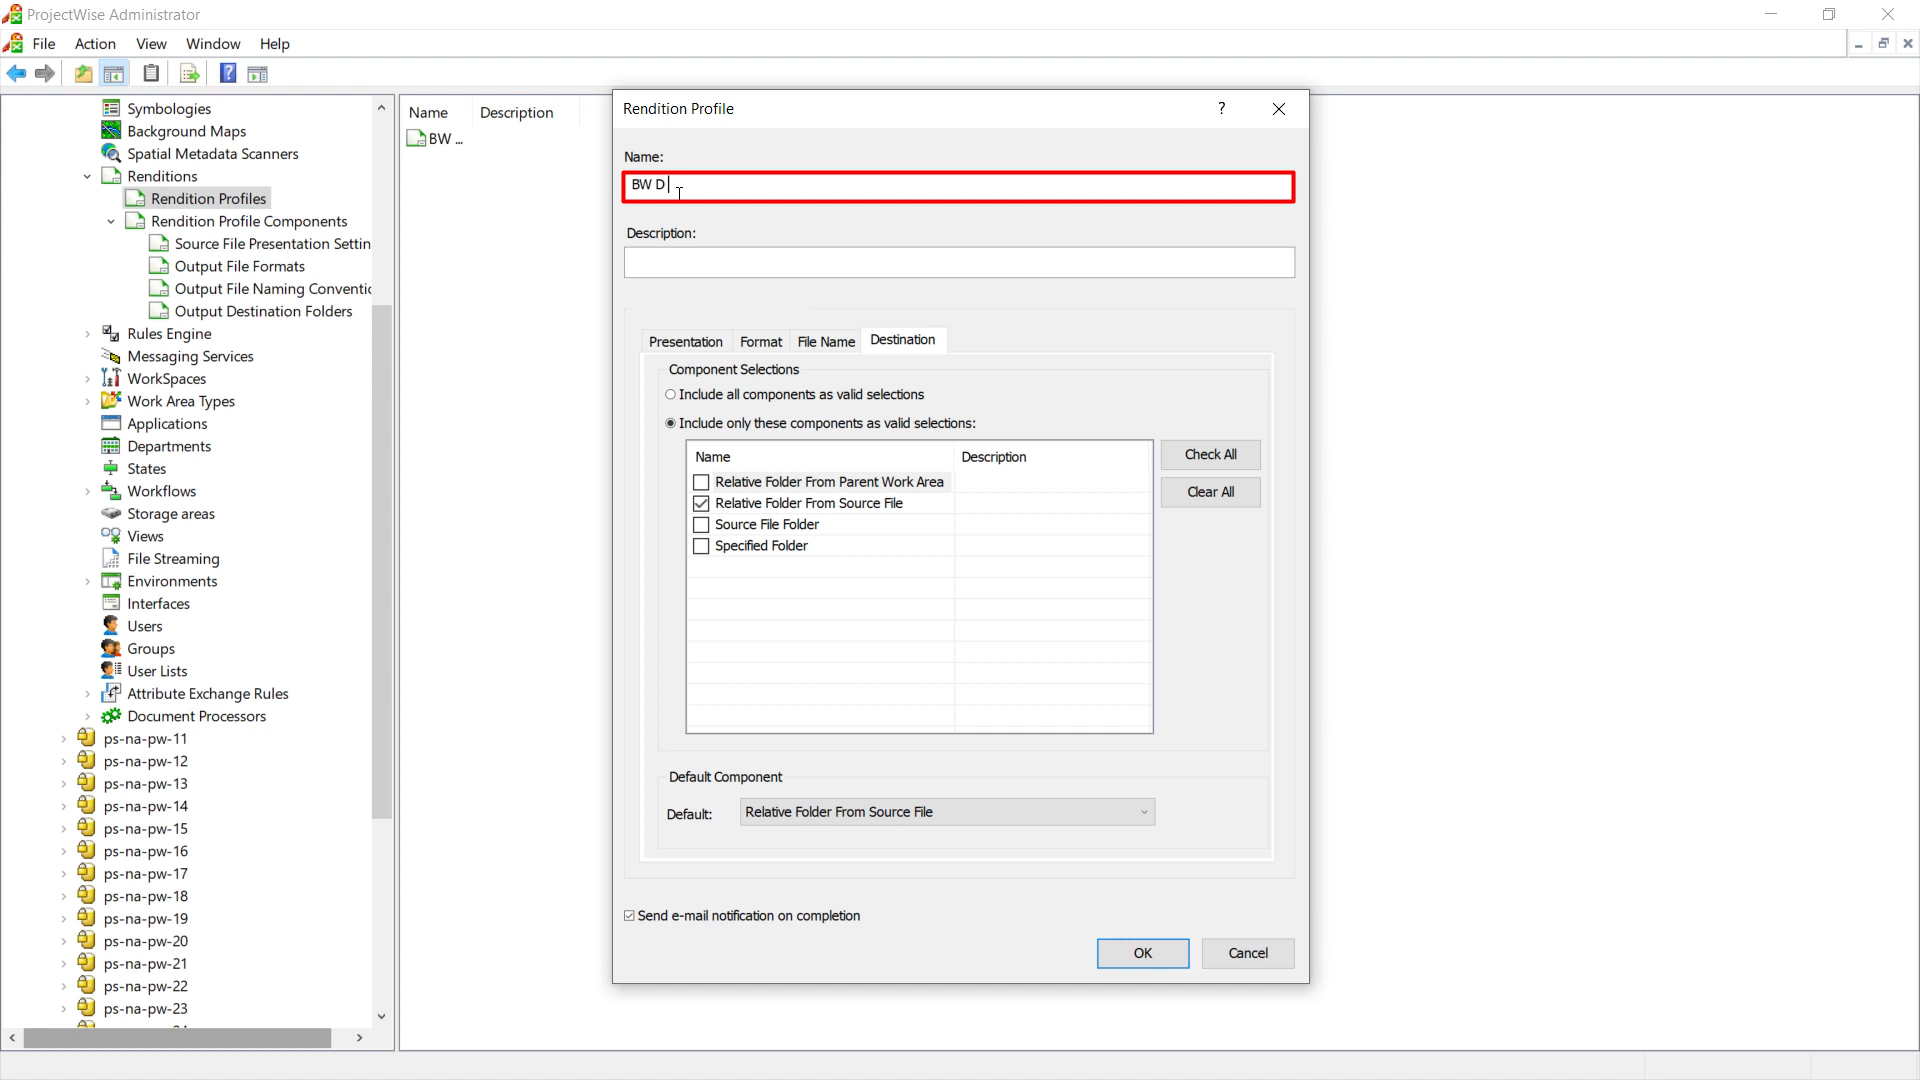 ProjectWise Administrator
File Action View Window Help
Symbologies
Background Maps
Spatial Metadata Scanners
Renditions
Rendition Profiles
Rendition Profile Components
Source File Presentation Settin
Output File Formats
Output File Naming Conventic
Output Destination Folders
Rules Engine
Messaging Services
WorkSpaces
Work Area Types
Applications
Departments
States
Workflows
Storage areas
Views
File Streaming
Environments
Interfaces
Users
Groups
User Lists
Attribute Exchange Rules
Document Processors
ps-na-pw-11
ps-na-pw-12
ps-na-pw-13
ps-na-pw-14
ps-na-pw-15
ps-na-pw-16
ps-na-pw-17
ps-na-pw-18
ps-na-pw-19
ps-na-pw-20
ps-na-pw-21
ps-na-pw-22
ps-na-pw-23
Name Description
BW ...
Rendition Profile ?
Name:
BW D
Description:
Presentation Format File Name Destination
Component Selections
Include all components as valid selections
Include only these components as valid selections:
Name Description
Relative Folder From Parent Work Area
Relative Folder From Source File
Source File Folder
Specified Folder
Check All
Clear All
Default Component
Default: Relative Folder From Source File
Send e-mail notification on completion
OK Cancel